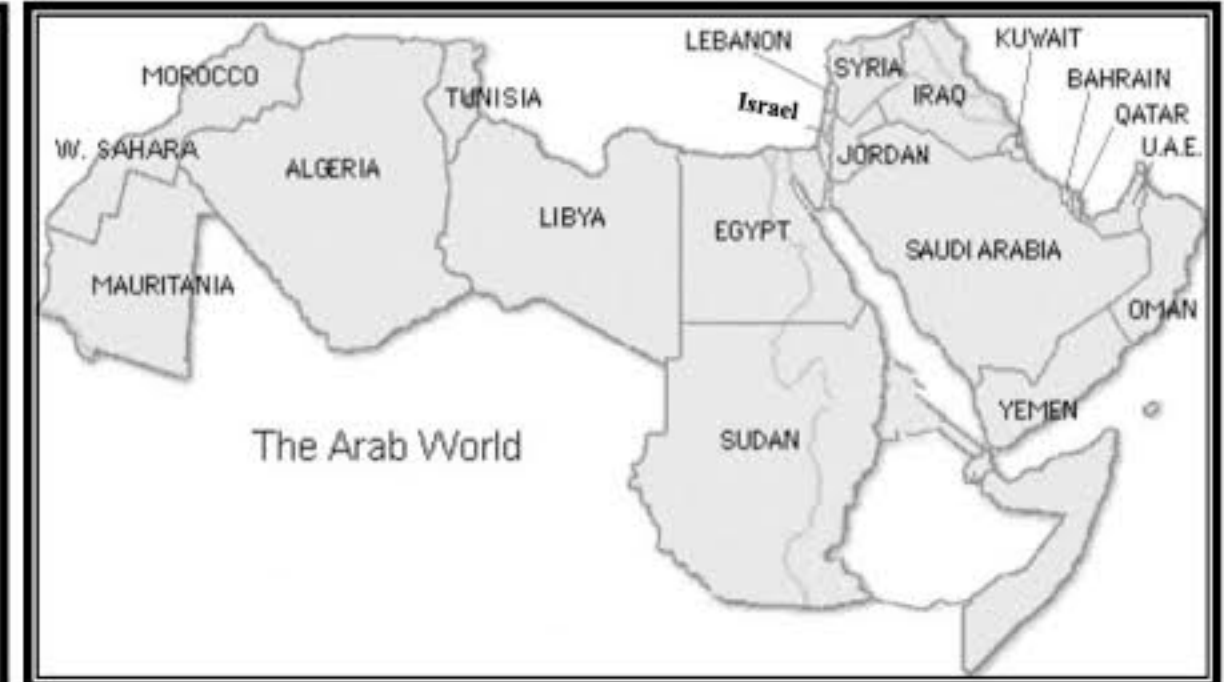 LEBANON
KUWAIT
SYRIA
MOROCCO
BAHRAIN
IRAQ
TUNISIA
Israel
QATAR
W. SAHARA
U.A.E.
JORDAN
ALGERIA
LIBYA
EGYPT
SAUDI ARABIA
MAURITANIA
OMAN
YEMEN
The Arab World
SUDAN